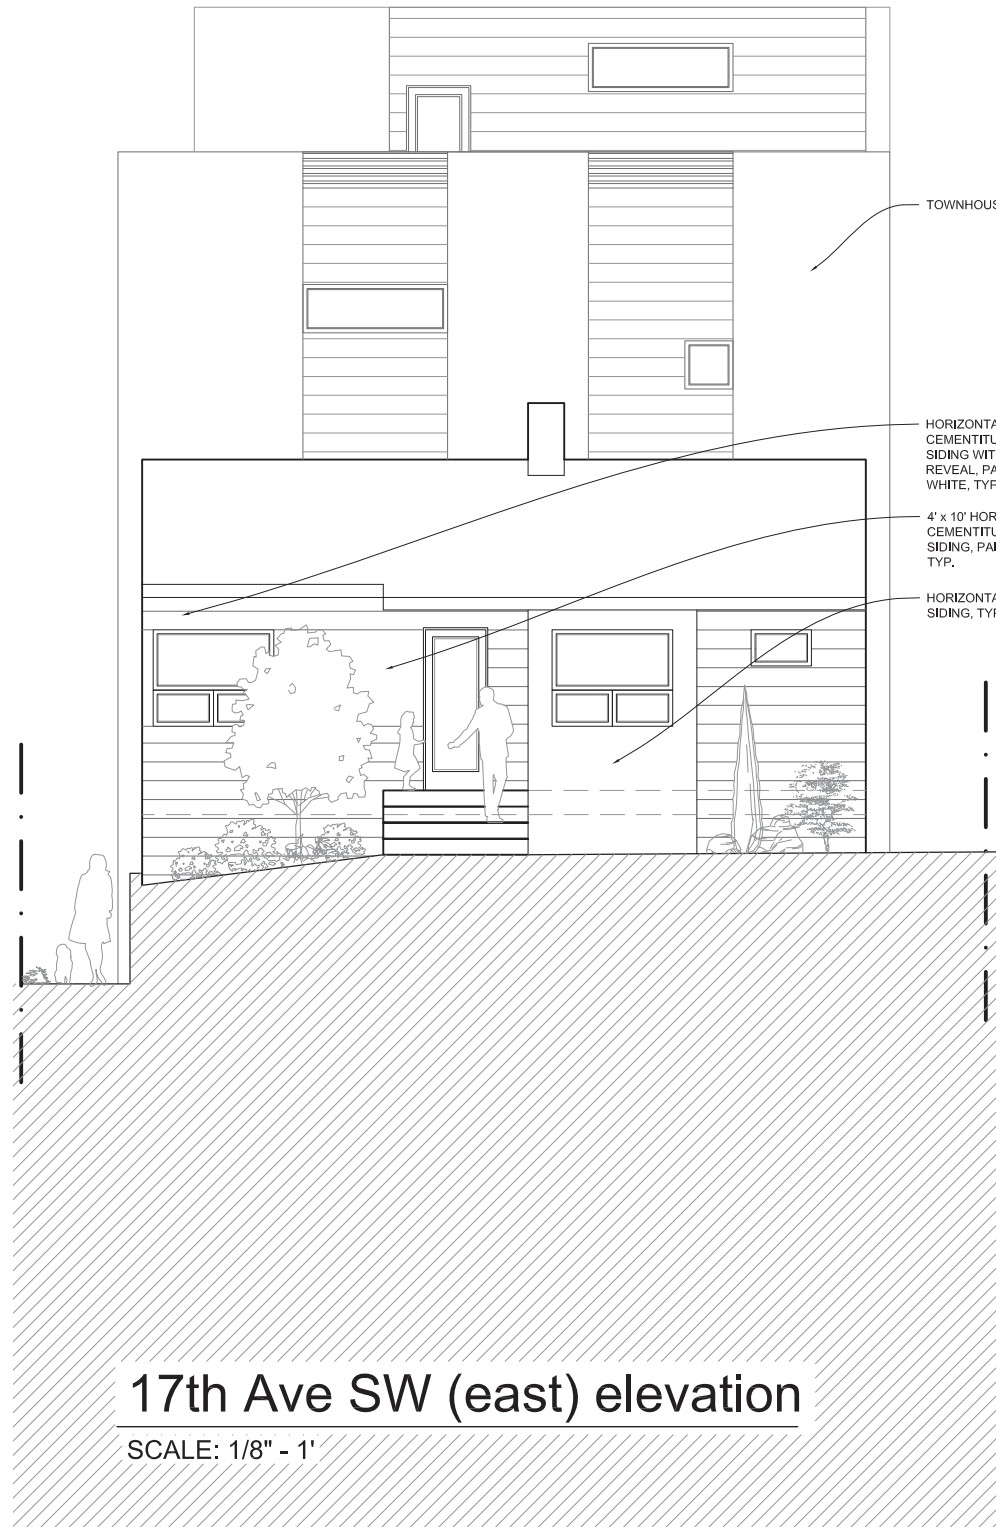 TOWNHOUS
HORIZONTA
CEMENTITU
SIDING WIT
REVEAL, PA
WHITE, TYP
4' x 10' HOR
CEMENTITU
SIDING, PAI
TYP.
HORIZONTA
SIDING, TYP
17th Ave SW (east) elevation
SCALE: 1/8" - 1'